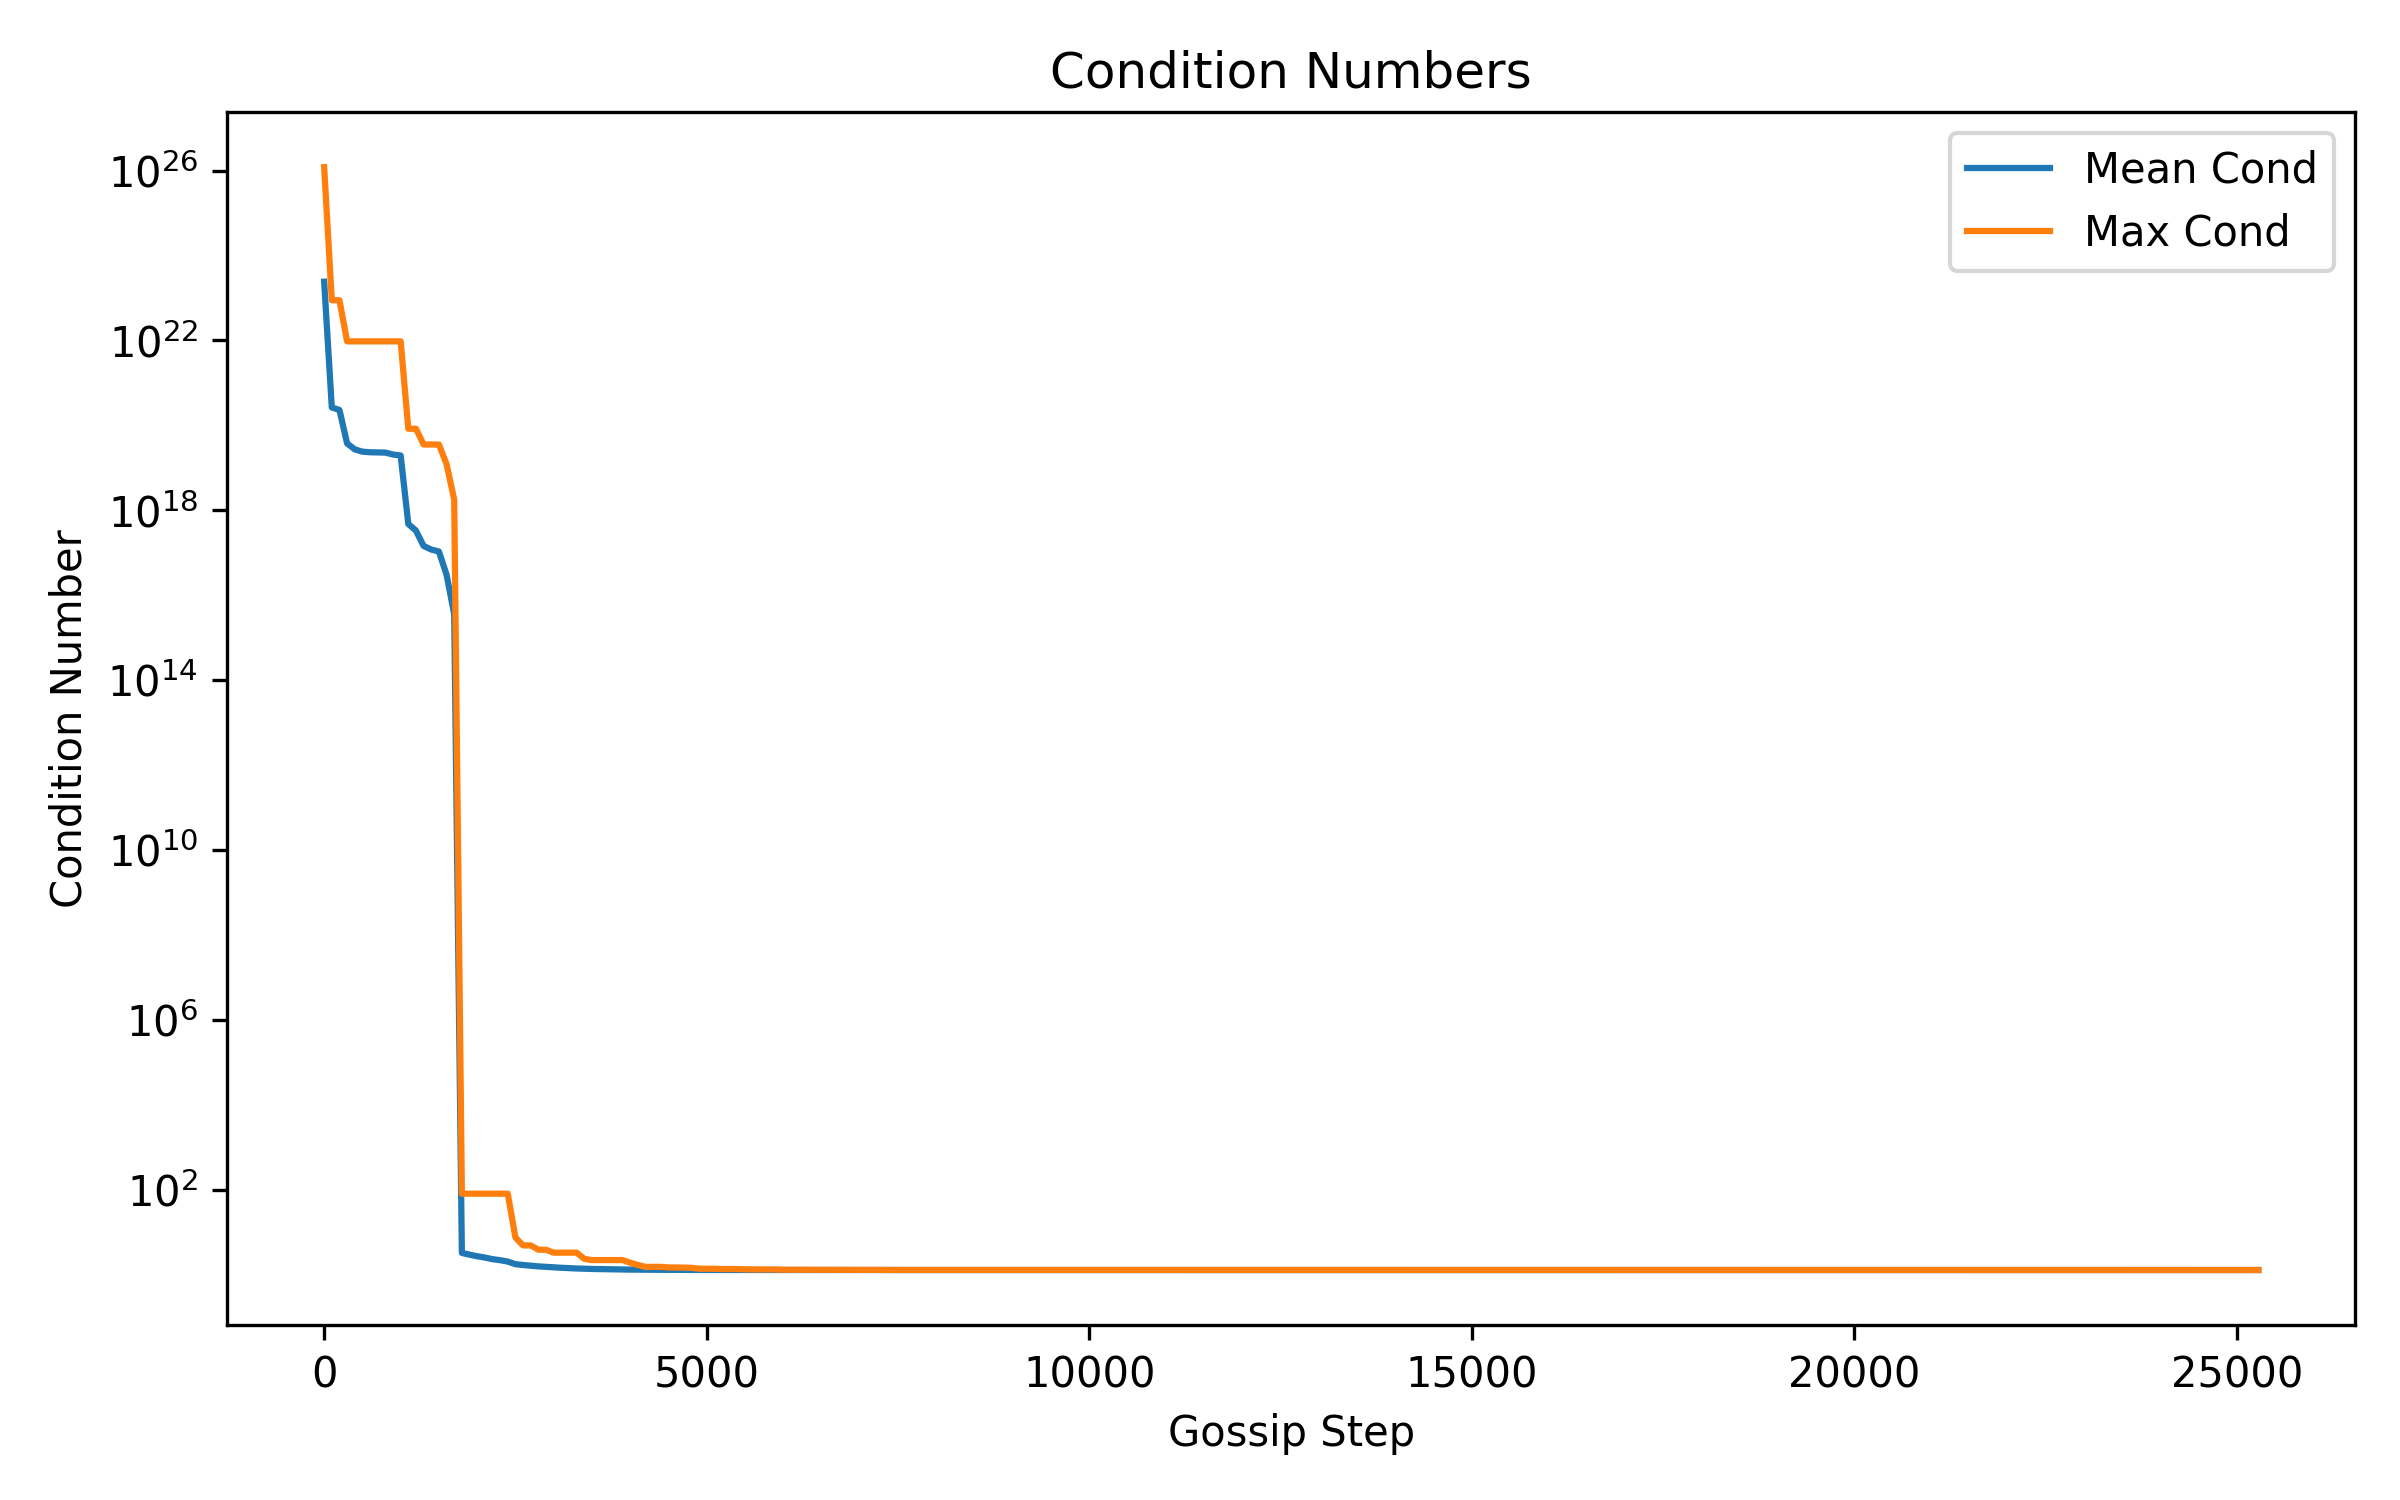 Condition Numbers
Mean Cond
Max Cond
Condition Number
10^26
10^22
10^18
10^14
10^10
10^6
10^2
0 5000 10000 15000 20000 25000
Gossip Step